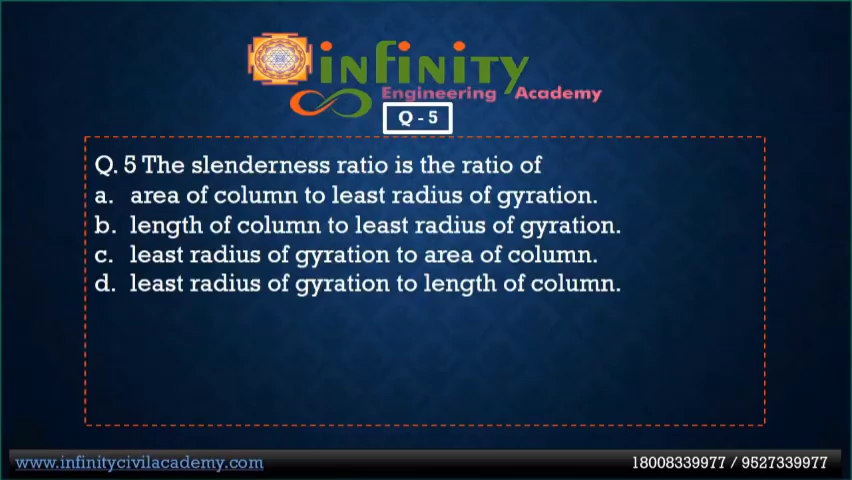 infinity
Engineering Academy
Q - 5
Q. 5 The slenderness ratio is the ratio of
a. area of column to least radius of gyration.
b. length of column to least radius of gyration.
c. least radius of gyration to area of column.
d. least radius of gyration to length of column.
www.infinitycivilacademy.com
18008339977 / 9527339977